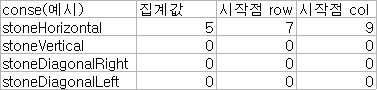 conse(예시) 집계값 시작점 row 시작점 col
stoneHorizontal 5 7 9
stoneVertical 0 0 0
stoneDiagonalRight 0 0 0
stoneDiagonalLeft 0 0 0